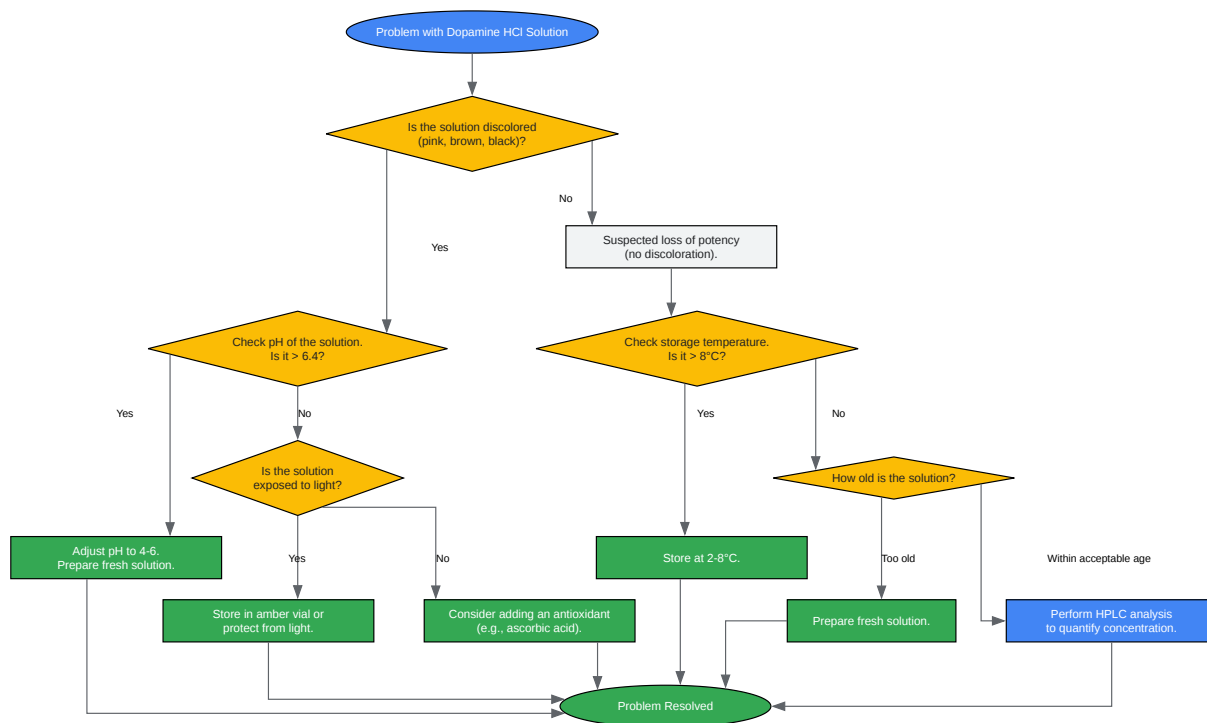 Problem with Dopamine HCl Solution
Is the solution discolored
(pink, brown, black)?
No
Yes
Suspected loss of potency
(no discoloration).
Check pH of the solution.
Is it > 6.4?
Check storage temperature.
Is it > 8°C?
Yes
No
Yes
No
Is the solution
exposed to light?
How old is the solution?
Adjust pH to 4-6.
Prepare fresh solution.
Yes
No
Store at 2-8°C.
Too old
Within acceptable age
Store in amber vial or
protect from light.
Consider adding an antioxidant
(e.g., ascorbic acid).
Prepare fresh solution.
Perform HPLC analysis
to quantify concentration.
Problem Resolved